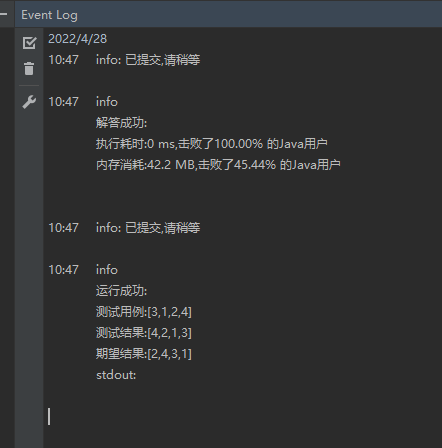 Event Log
2022/4/28
10:47 info: 已提交,请稍等
10:47 info
解答成功:
执行耗时:0 ms,击败了100.00% 的Java用户
内存消耗:42.2 MB,击败了45.44% 的Java用户
10:47 info: 已提交,请稍等
10:47 info
运行成功:
测试用例:[3,1,2,4]
测试结果:[4,2,1,3]
期望结果:[2,4,3,1]
stdout: